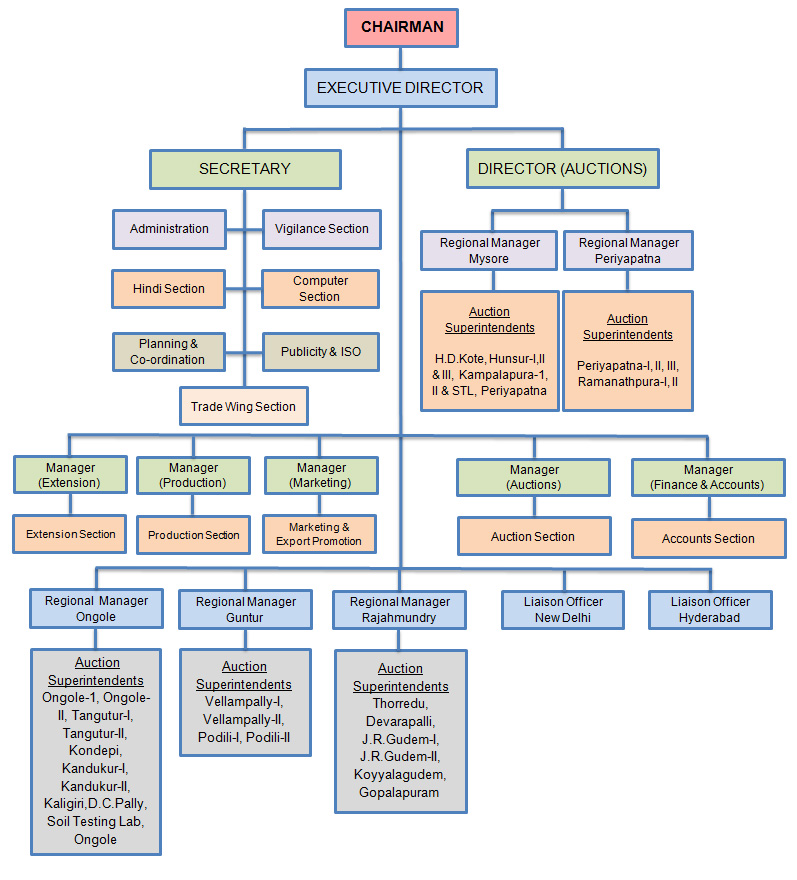 CHAIRMAN
EXECUTIVE DIRECTOR
SECRETARY
DIRECTOR (AUCTIONS)
Administration
Vigilance Section
Hindi Section
Computer
Section
Planning &
Co-ordination
Publicity & ISO
Trade Wing Section
Regional Manager
Mysore
Regional Manager
Periyapatna
Auction
Superintendents
H.D.Kote, Hunsur-I,II
& III, Kampalapura-1,
II & STL, Periyapatna
Auction
Superintendents
Periyapatna-I, II, III,
Ramanathpura-I, II
Manager
(Extension)
Manager
(Production)
Manager
(Marketing)
Manager
(Auctions)
Manager
(Finance & Accounts)
Extension Section
Production Section
Marketing &
Export Promotion
Auction Section
Accounts Section
Regional Manager
Ongole
Regional Manager
Guntur
Regional Manager
Rajahmundry
Liaison Officer
New Delhi
Liaison Officer
Hyderabad
Auction
Superintendents
Ongole-1, Ongole-
II, Tangutur-I,
Tangutur-II,
Kondepi,
Kandukur-I,
Kandukur-II,
Kaligiri,D.C.Pally,
Soil Testing Lab,
Ongole
Auction
Superintendents
Vellampally-I,
Vellampally-II,
Podili-I, Podili-II
Auction
Superintendents
Thorredu,
Devarapalli,
J.R.Gudem-I,
J.R.Gudem-II,
Koyyalagudem,
Gopalapuram